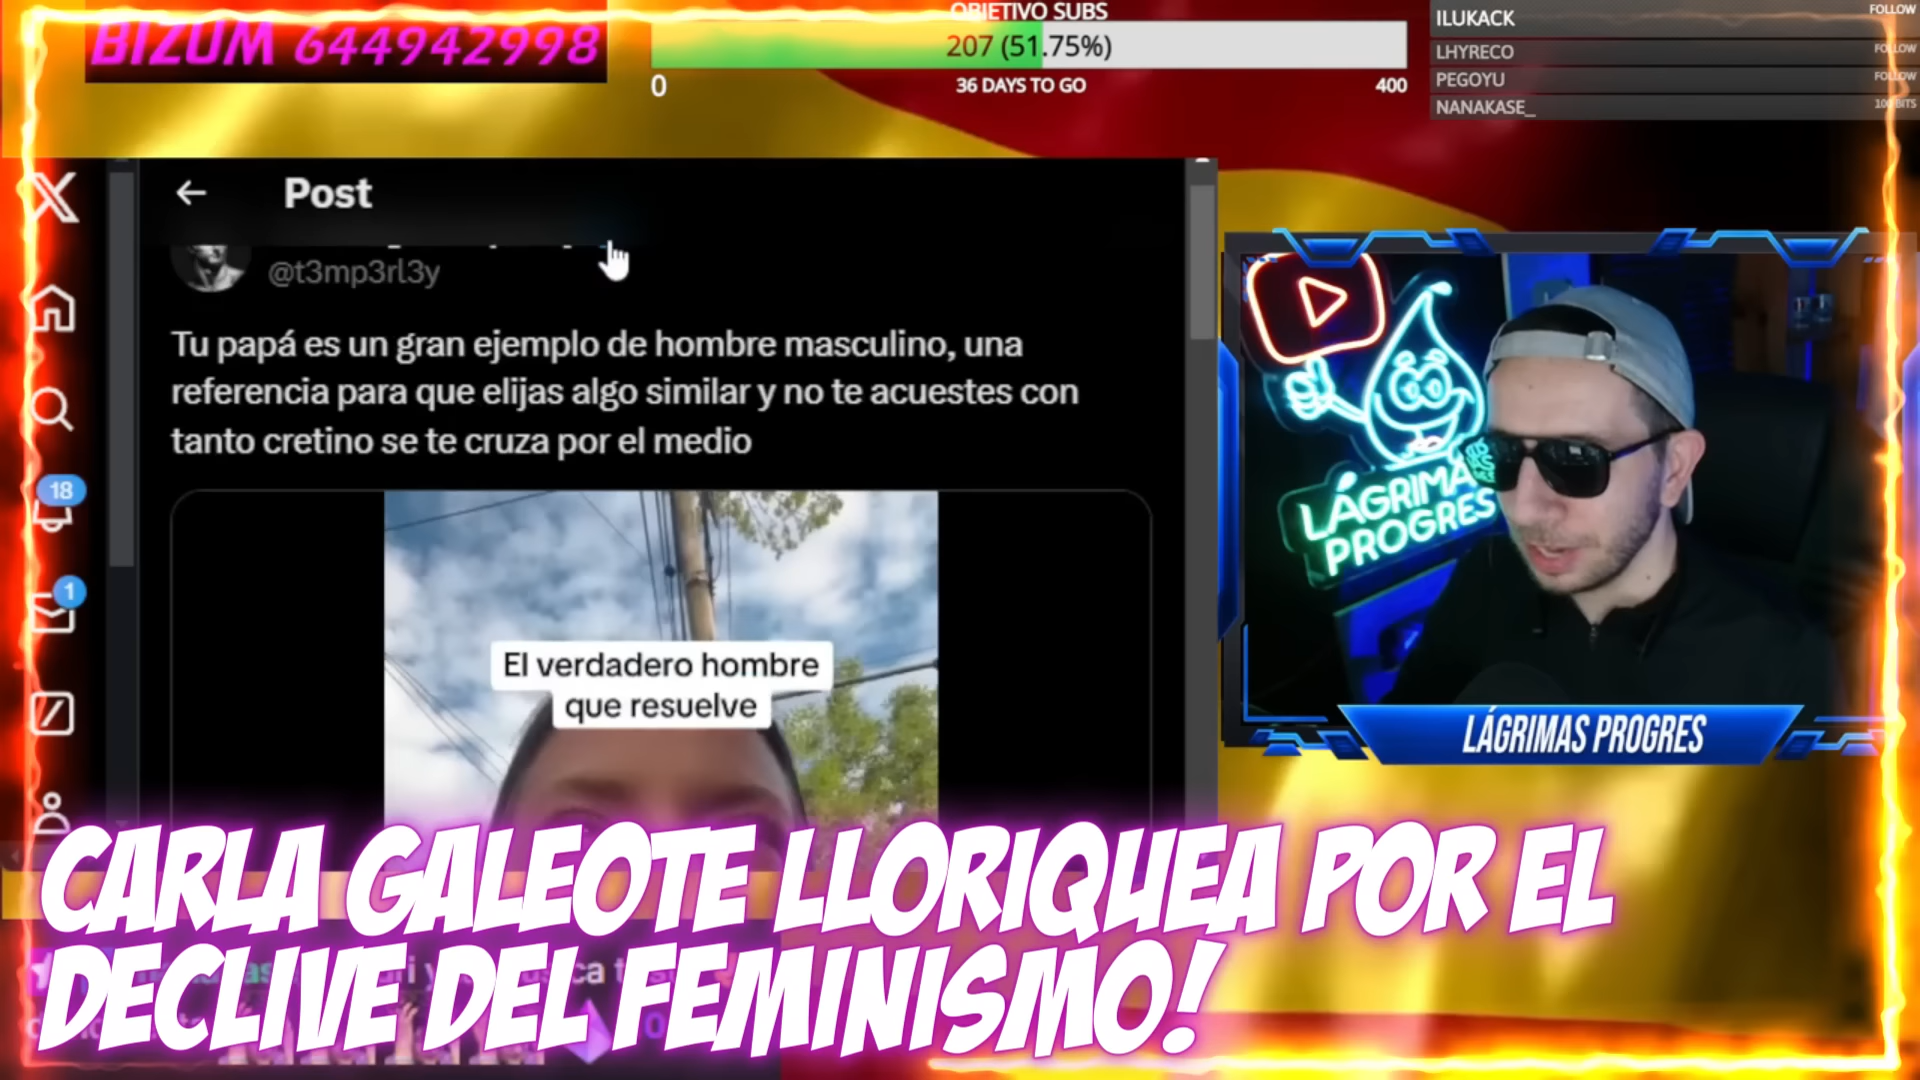 BIZUM 644942998
OBJETIVO SUBS
207 (51.75%)
0
36 DAYS TO GO
400
ILUKACK
FOLLOW
LHYRECO
FOLLOW
PEGOYU
FOLLOW
NANAKASE_
100 BITS
Post
@t3mp3rl3y
Tu papá es un gran ejemplo de hombre masculino, una
referencia para que elijas algo similar y no te acuestes con
tanto cretino se te cruza por el medio
18
1
El verdadero hombre
que resuelve
LÁGRIMAS
PROGRES
LÁGRIMAS PROGRES
CARLA GALEOTE LLORIQUEA POR EL
DECLIVE DEL FEMINISMO!